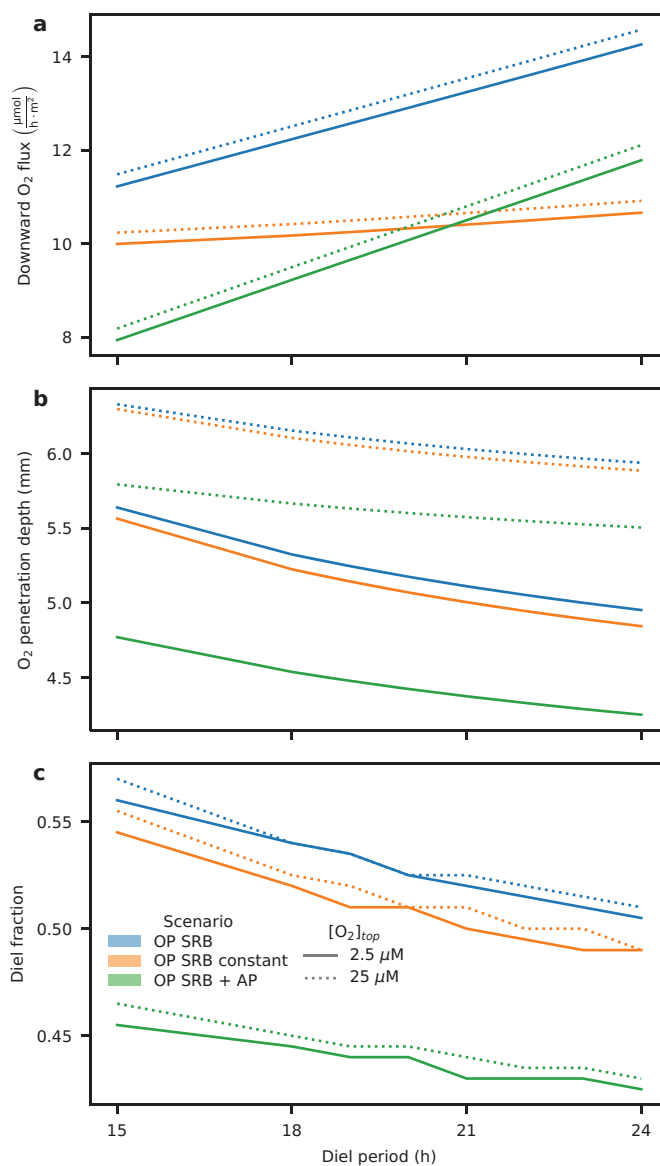 a
14
12
10
8
Downward O₂ flux (μmol / h · m²)
b
6.0
5.5
5.0
4.5
O₂ penetration depth (mm)
c
0.55
0.50
0.45
Diel fraction
Scenario
OP SRB
OP SRB constant
OP SRB + AP
[O₂]top
2.5 μM
25 μM
15 18 21 24
Diel period (h)